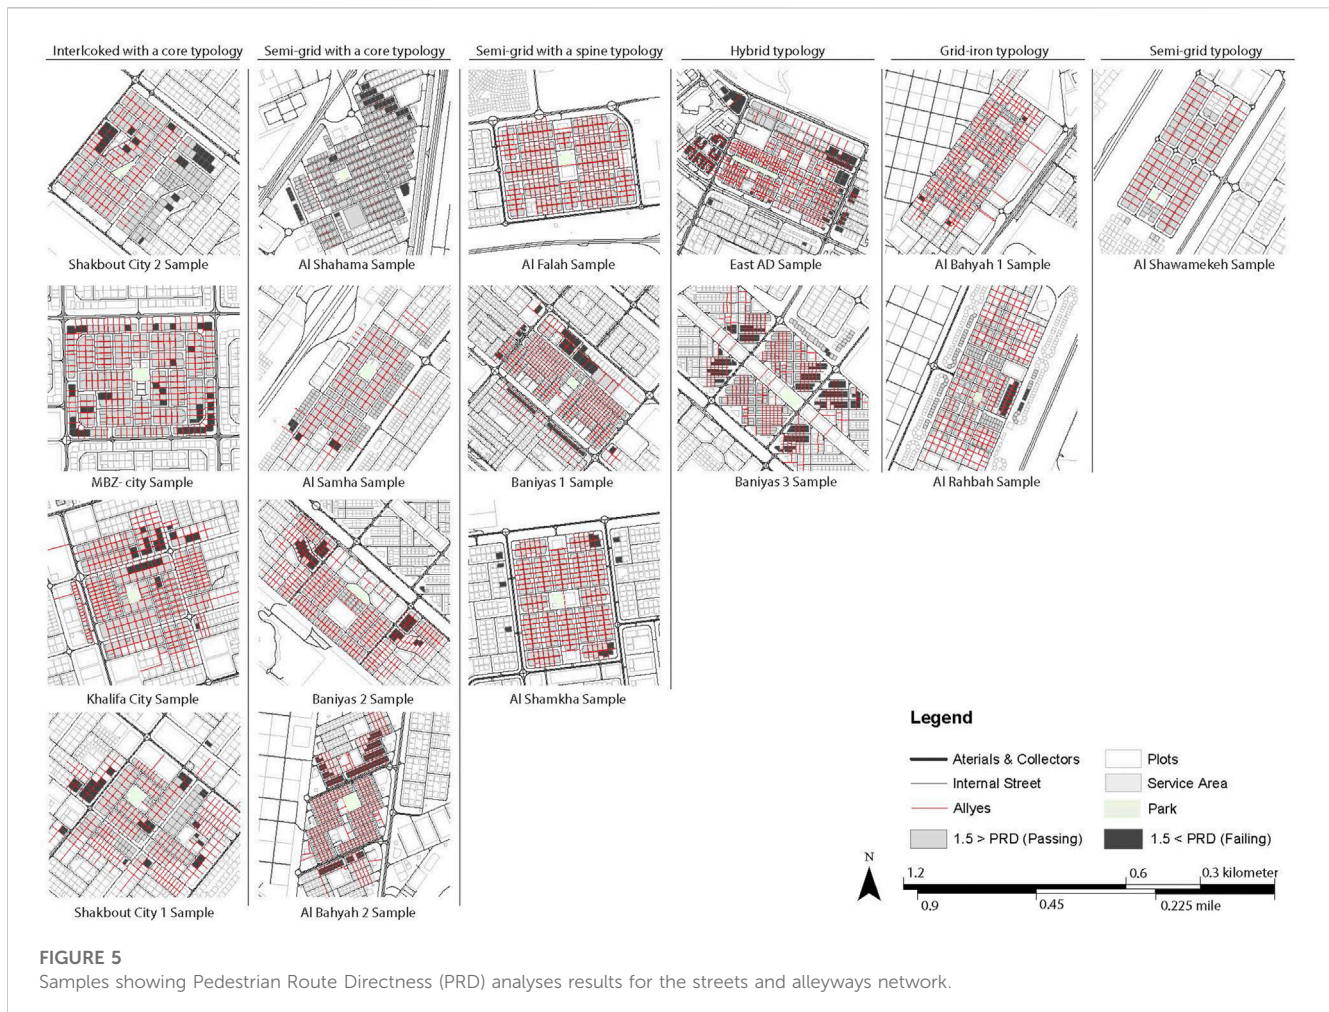 Interlcoked with a core typology
Semi-grid with a core typology
Semi-grid with a spine typology
Hybrid typology
Grid-iron typology
Semi-grid typology
Shakbout City 2 Sample
Al Shahama Sample
Al Falah Sample
East AD Sample
Al Bahyah 1 Sample
Al Shawamekeh Sample
MBZ- city Sample
Al Samha Sample
Baniyas 1 Sample
Baniyas 3 Sample
Al Rahbah Sample
Khalifa City Sample
Baniyas 2 Sample
Al Shamkha Sample
Shakbout City 1 Sample
Al Bahyah 2 Sample
Legend
Aterials & Collectors
Plots
Internal Street
Service Area
Allyes
Park
1.5 > PRD (Passing)
1.5 < PRD (Failing)
N
1.2
0.6
0.3 kilometer
0.9
0.45
0.225 mile
FIGURE 5
Samples showing Pedestrian Route Directness (PRD) analyses results for the streets and alleyways network.